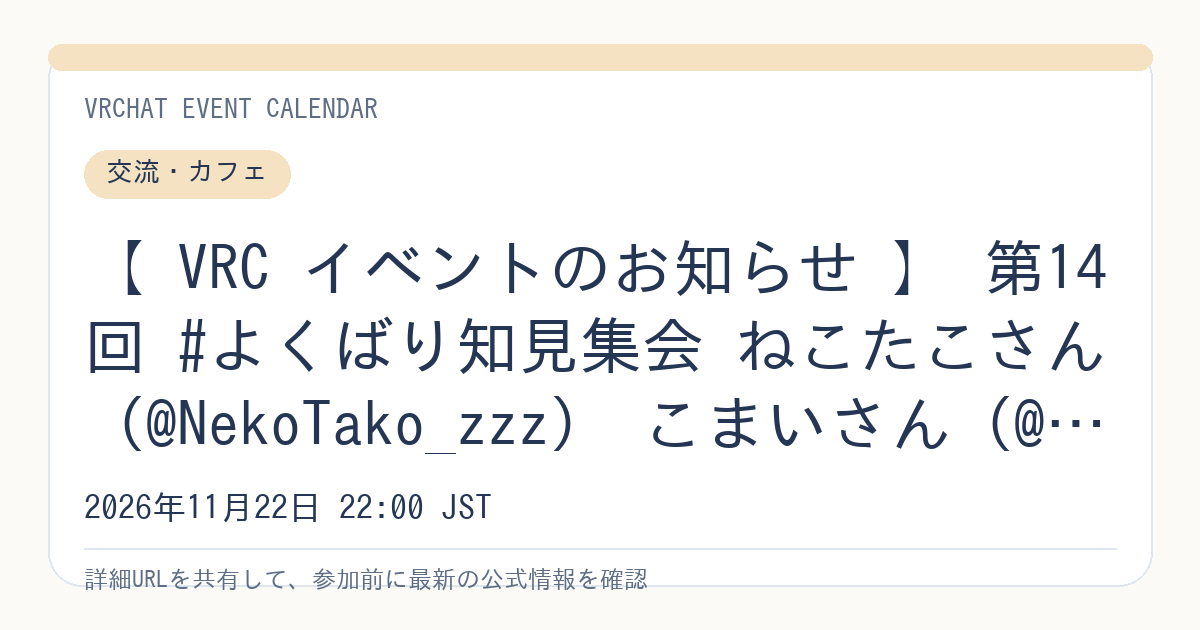 VRCHAT EVENT CALENDAR
交流・カフェ
【 VRC イベントのお知らせ 】 第14
回 #よくばり知見集会 ねこたこさん
(@NekoTako_zzz) こまいさん (@…
2026年11月22日 22:00 JST
詳細URLを共有して、参加前に最新の公式情報を確認